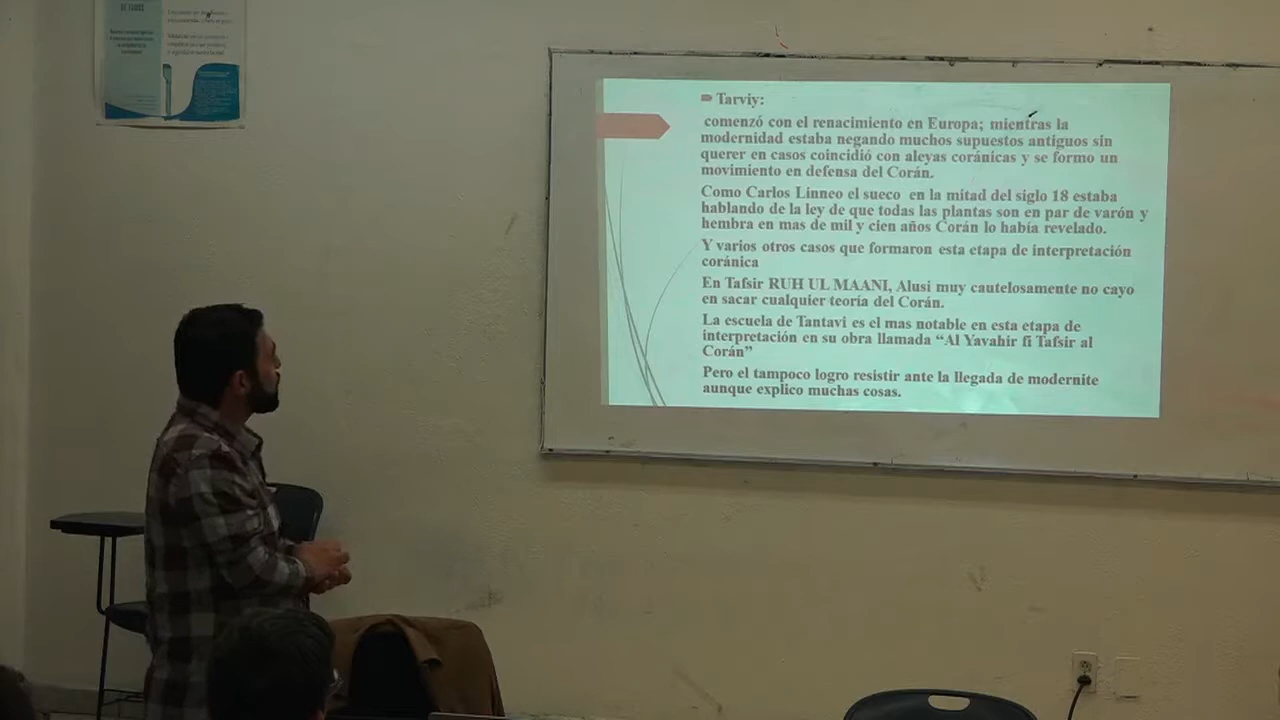 DE TODOS
Tarviy:
comenzó con el renacimiento en Europa; mientras la
modernidad estaba negando muchos supuestos antiguos sin
querer en casos coincidió con aleyas coránicas y se formo un
movimiento en defensa del Corán.
Como Carlos Linneo el sueco en la mitad del siglo 18 estaba
hablando de la ley de que todas las plantas son en par de varón y
hembra en mas de mil y cien años Corán lo había revelado.
Y varios otros casos que formaron esta etapa de interpretación
coránica
En Tafsir RUH UL MAANI, Alusi muy cautelosamente no cayo
en sacar cualquier teoría del Corán.
La escuela de Tantavi es el mas notable en esta etapa de
interpretación en su obra llamada “Al Yavahir fi Tafsir al
Corán”
Pero el tampoco logro resistir ante la llegada de modernite
aunque explico muchas cosas.